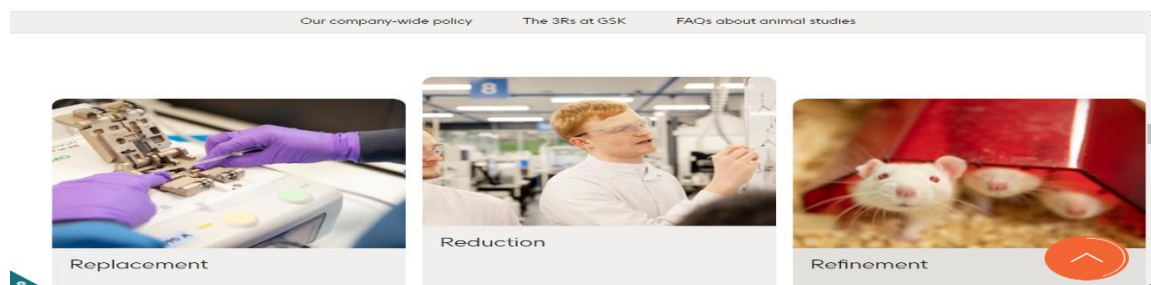 Our company-wide policy The 3Rs at GSK FAQs about animal studies
8
Replacement
Reduction
Refinement